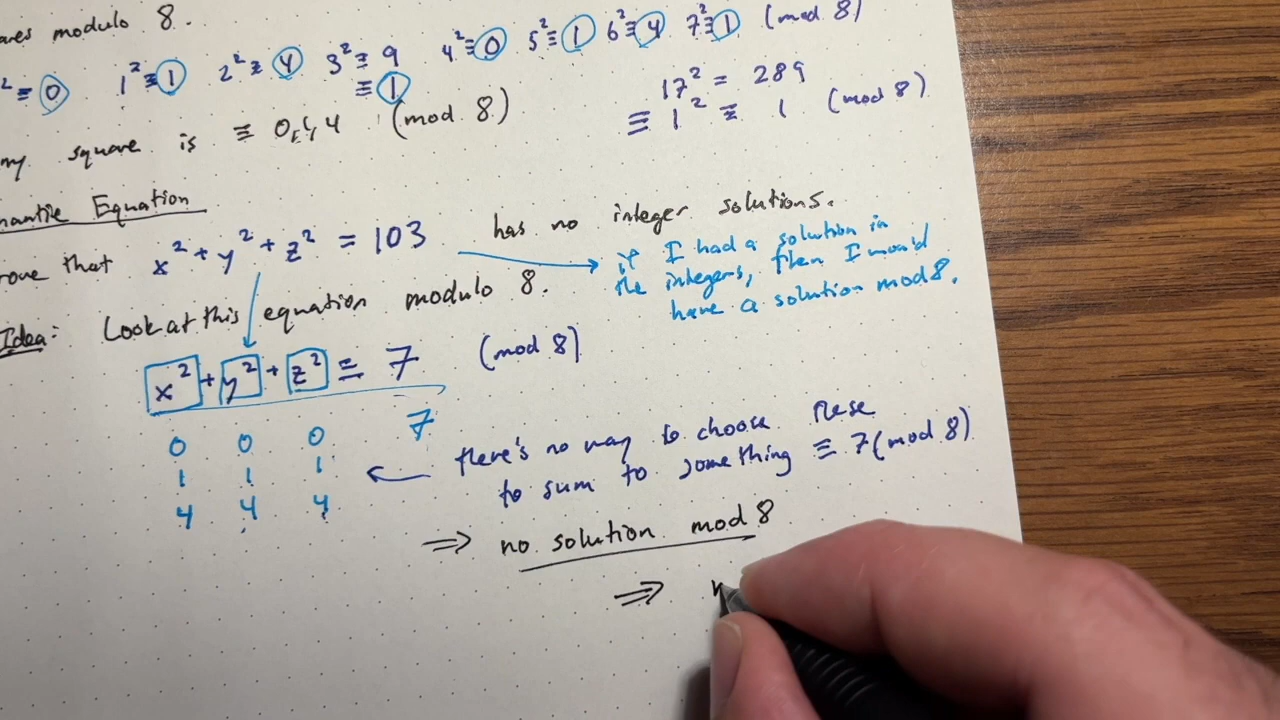 modulo 8.
² ≡ 0 1² ≡ 1 2² ≡ 4 3² ≡ 9 4² ≡ 0 5² ≡ 1 6² ≡ 4 7² ≡ 1 (mod 8)
≡ 1
17² = 289
≡ 1² ≡ 1 (mod 8)
my square is ≡ 0,1,4 (mod 8)
Equation
rove that x² + y² + z² = 103 has no integer solutions.
if I had a solution in
the integers, then I would
have a solution mod 8.
Idea: Look at this equation modulo 8.
x² + y² + z² ≡ 7 (mod 8)
0 0 0 7
1 1 1
4 4 4
there's no way to choose these
to sum to something ≡ 7 (mod 8)
⇒ no solution mod 8
⇒